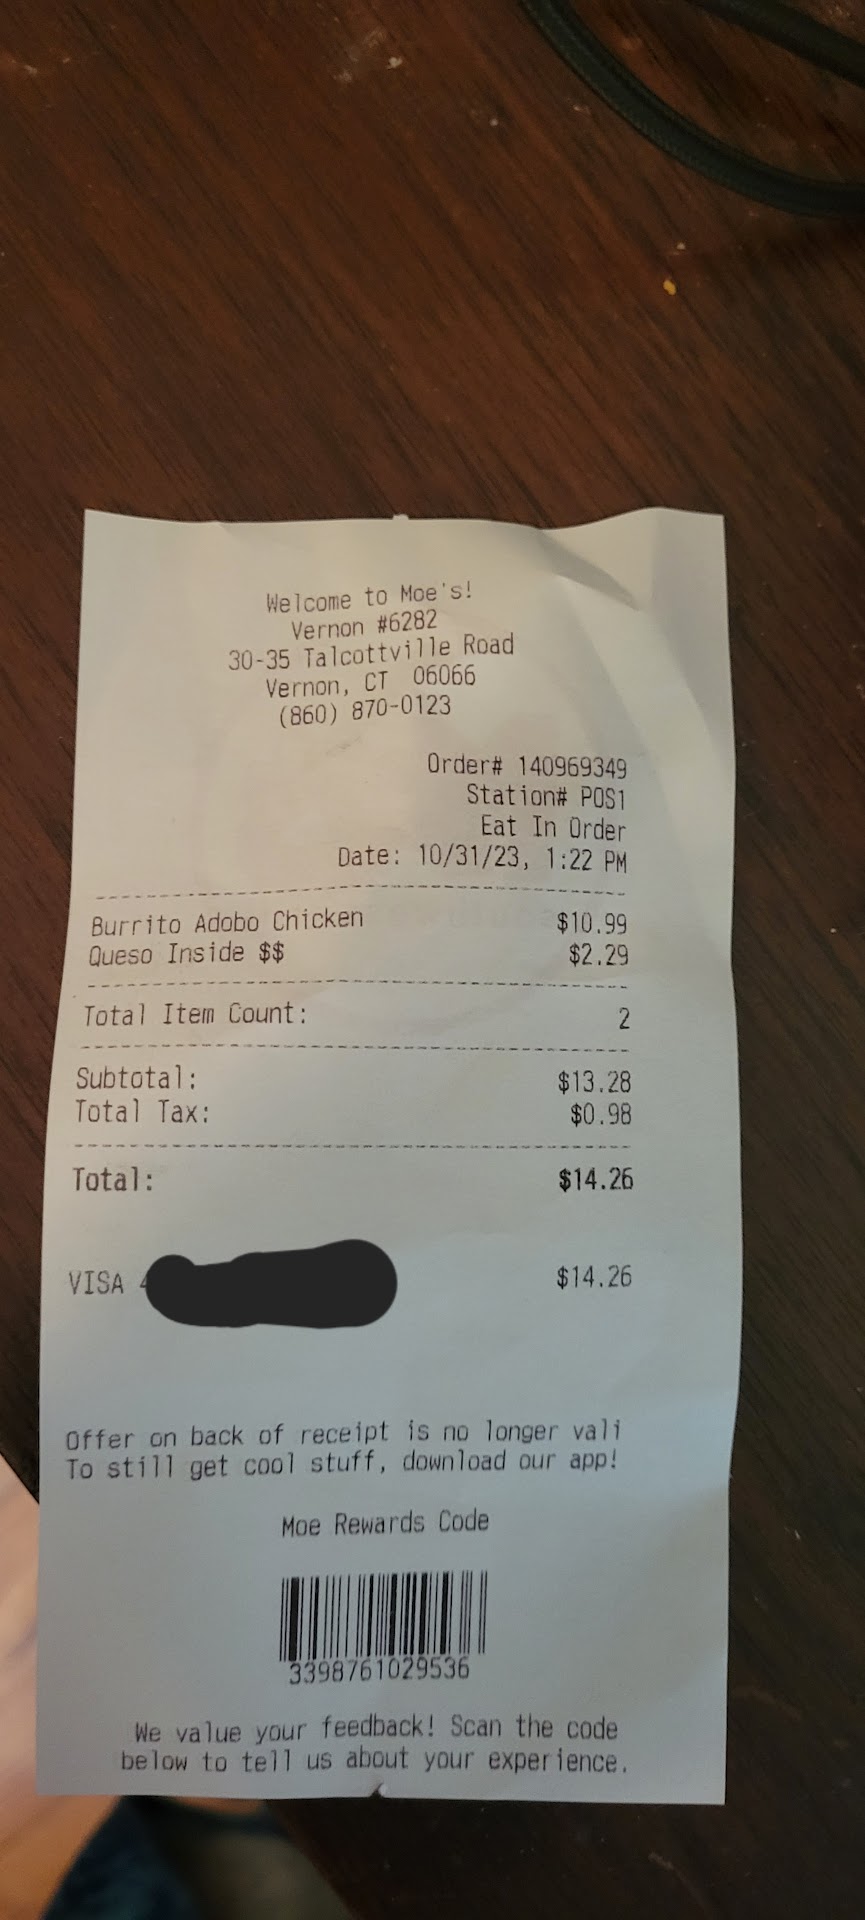 Welcome to Moe's!
Vernon #6282
30-35 Talcottville Road
Vernon, CT 06066
(860) 870-0123
Order# 140969349
Station# POS1
Eat In Order
Date: 10/31/23, 1:22 PM
Burrito Adobo Chicken $10.99
Queso Inside $$ $2.29
Total Item Count: 2
Subtotal: $13.28
Total Tax: $0.98
Total: $14.26
VISA $14.26
Offer on back of receipt is no longer vali
To still get cool stuff, download our app!
Moe Rewards Code
3398761029536
We value your feedback! Scan the code
below to tell us about your experience.